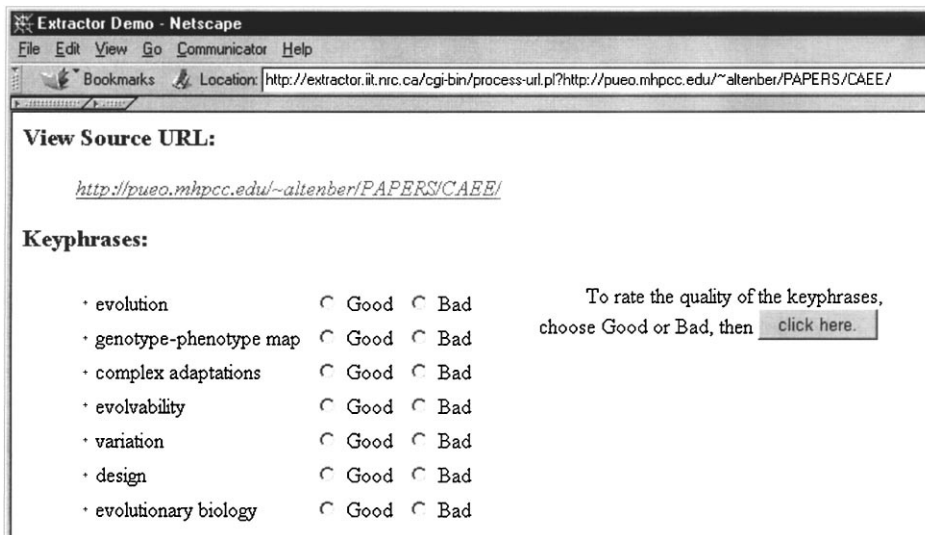 Extractor Demo - Netscape
File Edit View Go Communicator Help
Bookmarks Location: http://extractor.iit.nrc.ca/cgi-bin/process-url.pl?http://pueo.mhpcc.edu/~altenber/PAPERS/CAEE/
View Source URL:
http://pueo.mhpcc.edu/~altenber/PAPERS/CAEE/
Keyphrases:
evolution Good Bad
genotype-phenotype map Good Bad
complex adaptations Good Bad
evolvability Good Bad
variation Good Bad
design Good Bad
evolutionary biology Good Bad
To rate the quality of the keyphrases,
choose Good or Bad, then click here.